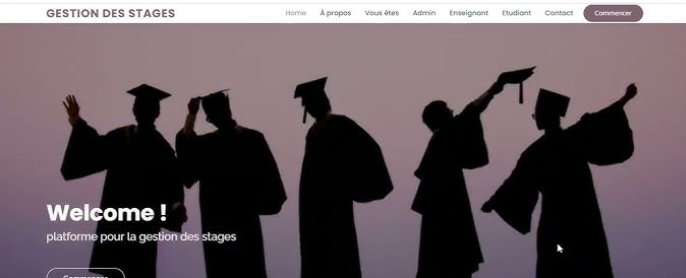 GESTION DES STAGES
Home À propos Vous êtes Admin Enseignant Etudiant Contact Commencer
Welcome !
platforme pour la gestion des stages
Commencer